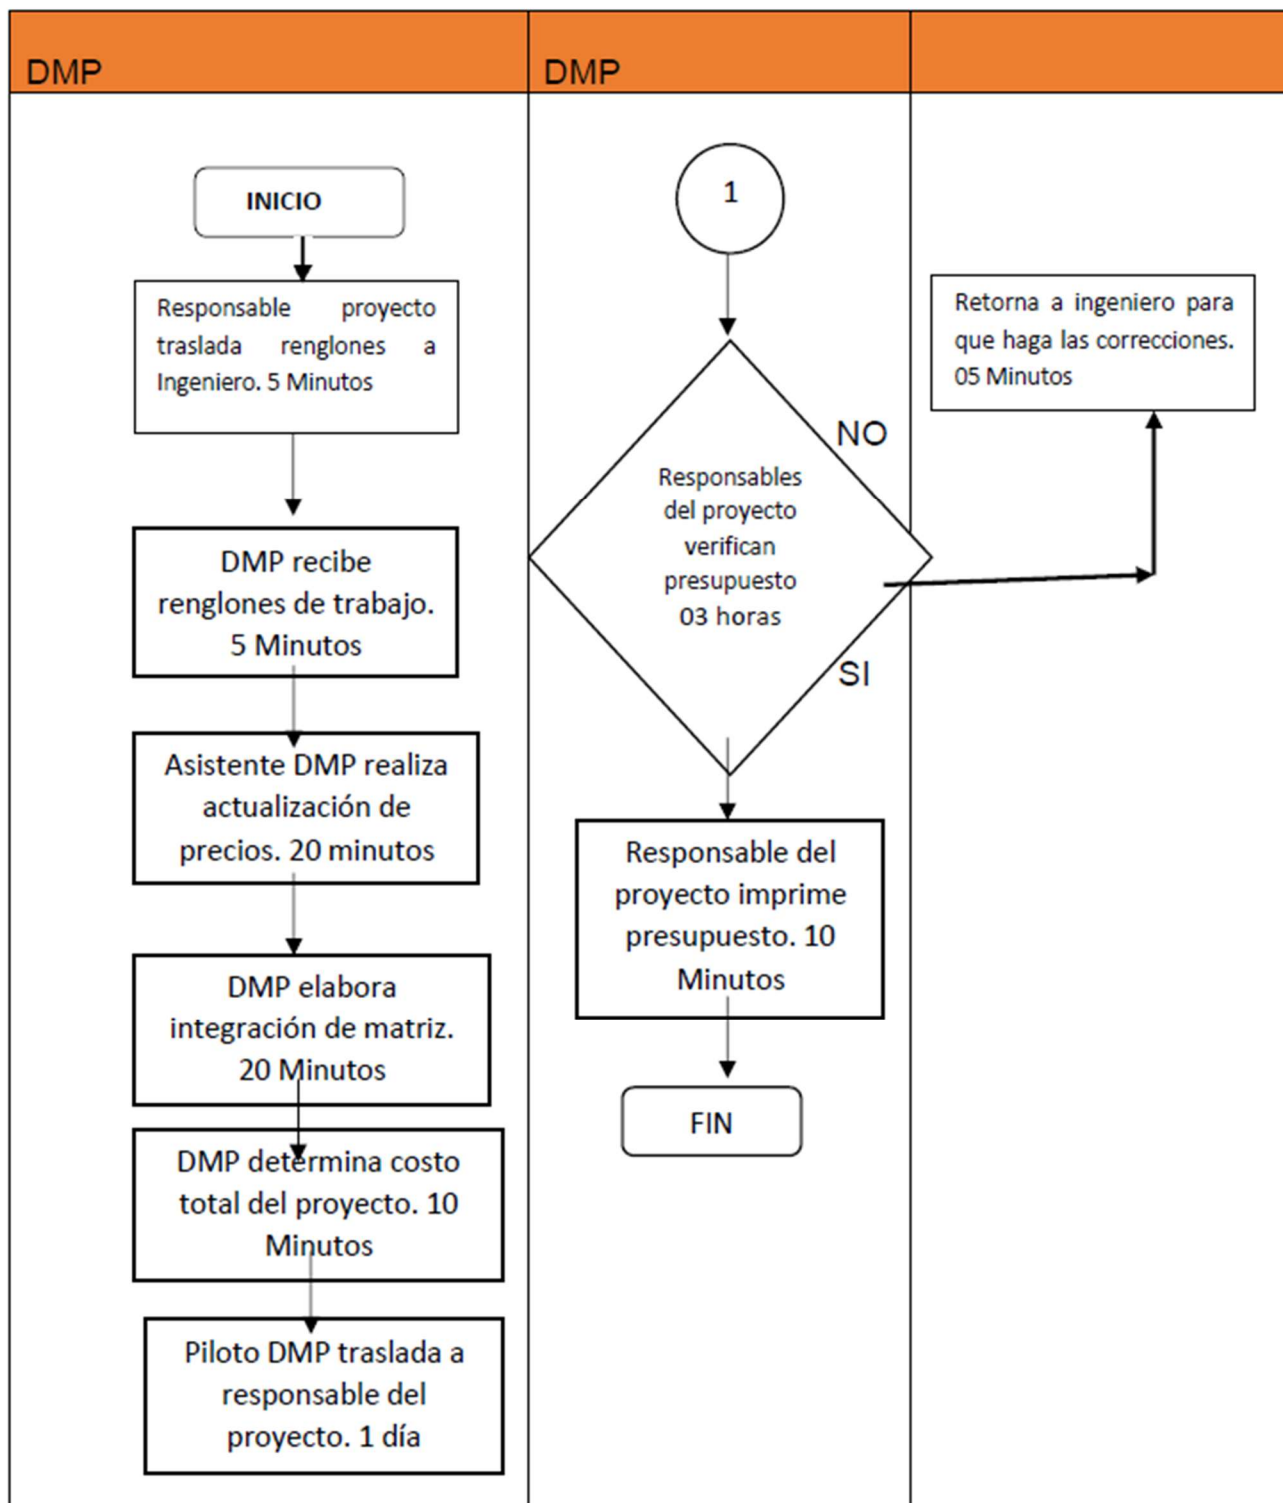 DMP
DMP
INICIO
Responsable proyecto
traslada renglones a
Ingeniero. 5 Minutos
DMP recibe
renglones de trabajo.
5 Minutos
Asistente DMP realiza
actualización de
precios. 20 minutos
DMP elabora
integración de matriz.
20 Minutos
DMP determina costo
total del proyecto. 10
Minutos
Piloto DMP traslada a
responsable del
proyecto. 1 día
1
NO
Responsables
del proyecto
verifican
presupuesto
03 horas
SI
Responsable del
proyecto imprime
presupuesto. 10
Minutos
FIN
Retorna a ingeniero para
que haga las correcciones.
05 Minutos